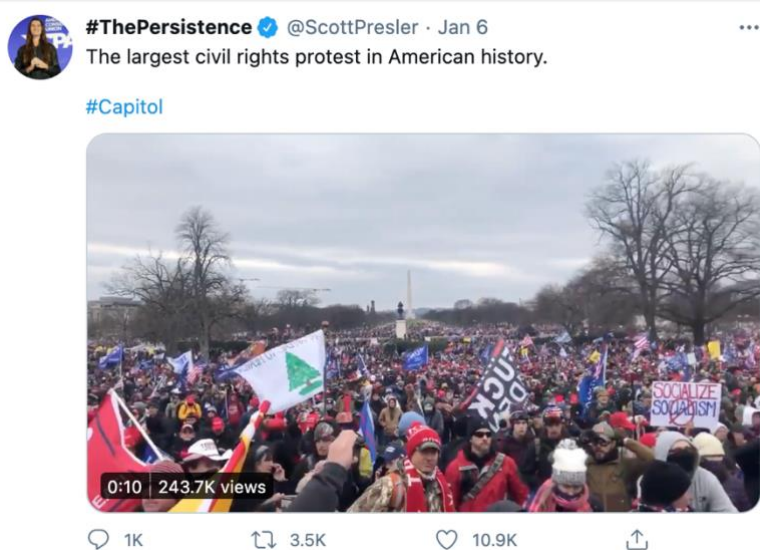 #ThePersistence @ScottPresler · Jan 6
The largest civil rights protest in American history.
#Capitol
SOCIALIZE
SOCIALISM
FUCK
0:10 243.7K views
1K 3.5K 10.9K